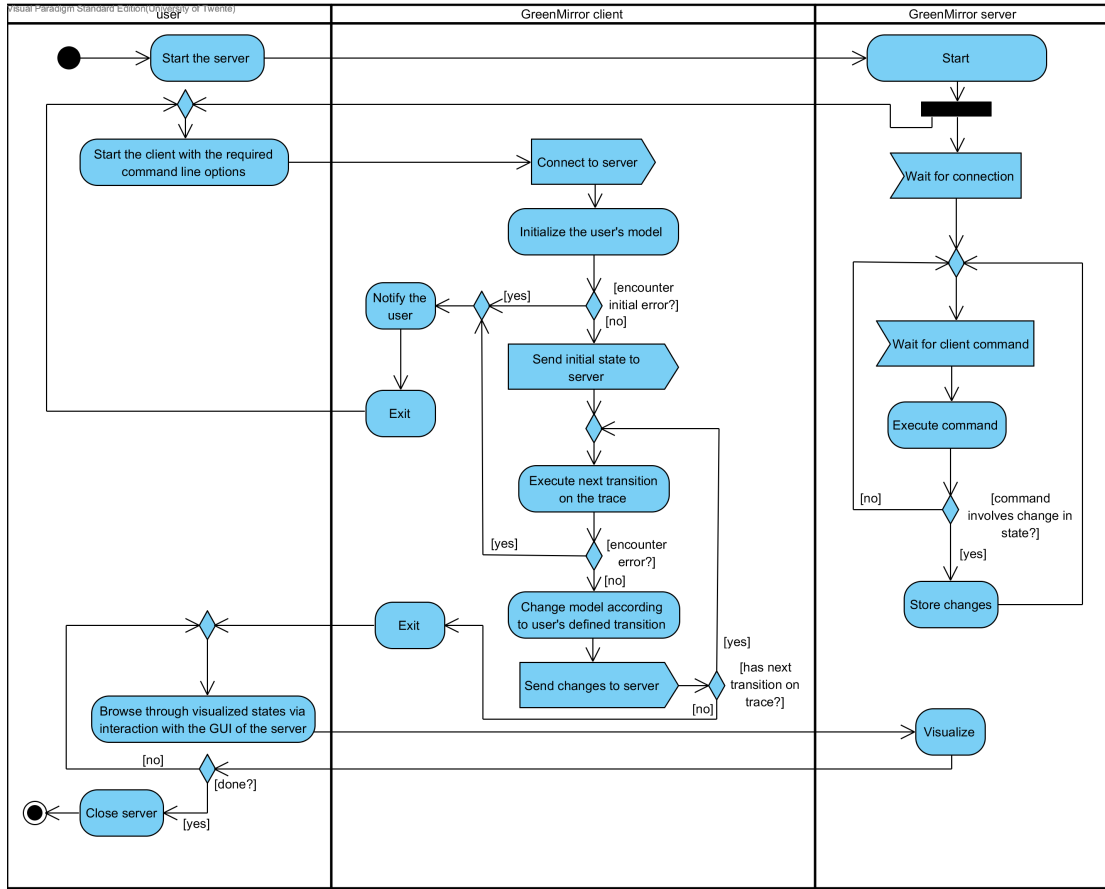 Visual Paradigm Standard Edition(University of Twente)
user
GreenMirror client
GreenMirror server
Start the server
Start
Start the client with the required
command line options
Connect to server
Wait for connection
Initialize the user's model
[encounter
initial error?]
[yes]
[no]
Notify the
user
Send initial state to
server
Wait for client command
Exit
Execute command
Execute next transition
on the trace
[no]
[command
involves change in
state?]
[yes]
[yes]
[encounter
error?]
[no]
Change model according
to user's defined transition
Store changes
Exit
[yes]
Send changes to server
[has next
transition on
trace?]
[no]
Browse through visualized states via
interaction with the GUI of the server
Visualize
[no]
[done?]
Close server
[yes]